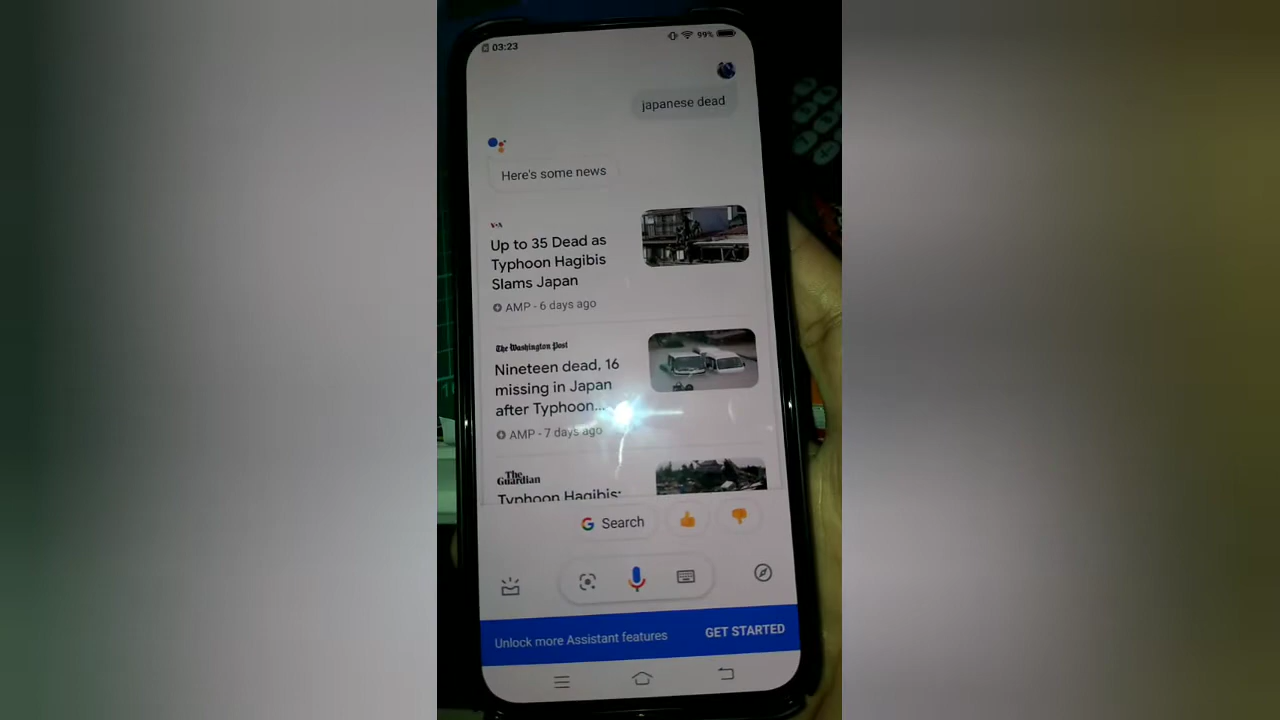 03:23
99%
japanese dead
Here's some news
VOA
Up to 35 Dead as
Typhoon Hagibis
Slams Japan
AMP - 6 days ago
The Washington Post
Nineteen dead, 16
missing in Japan
after Typhoon...
AMP - 7 days ago
The Guardian
Typhoon Hagibis:
G Search
Unlock more Assistant features
GET STARTED